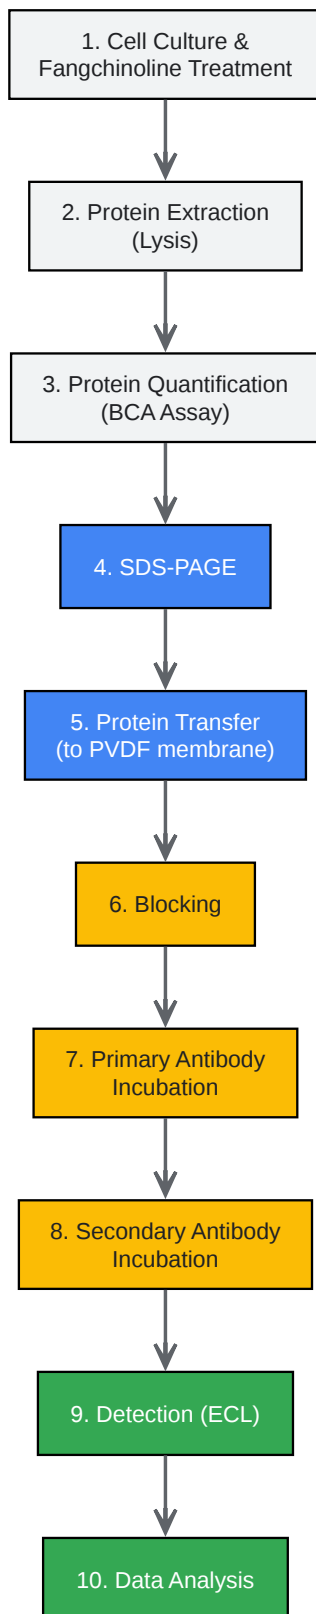 1. Cell Culture &
Fangchinoline Treatment
2. Protein Extraction
(Lysis)
3. Protein Quantification
(BCA Assay)
4. SDS-PAGE
5. Protein Transfer
(to PVDF membrane)
6. Blocking
7. Primary Antibody
Incubation
8. Secondary Antibody
Incubation
9. Detection (ECL)
10. Data Analysis